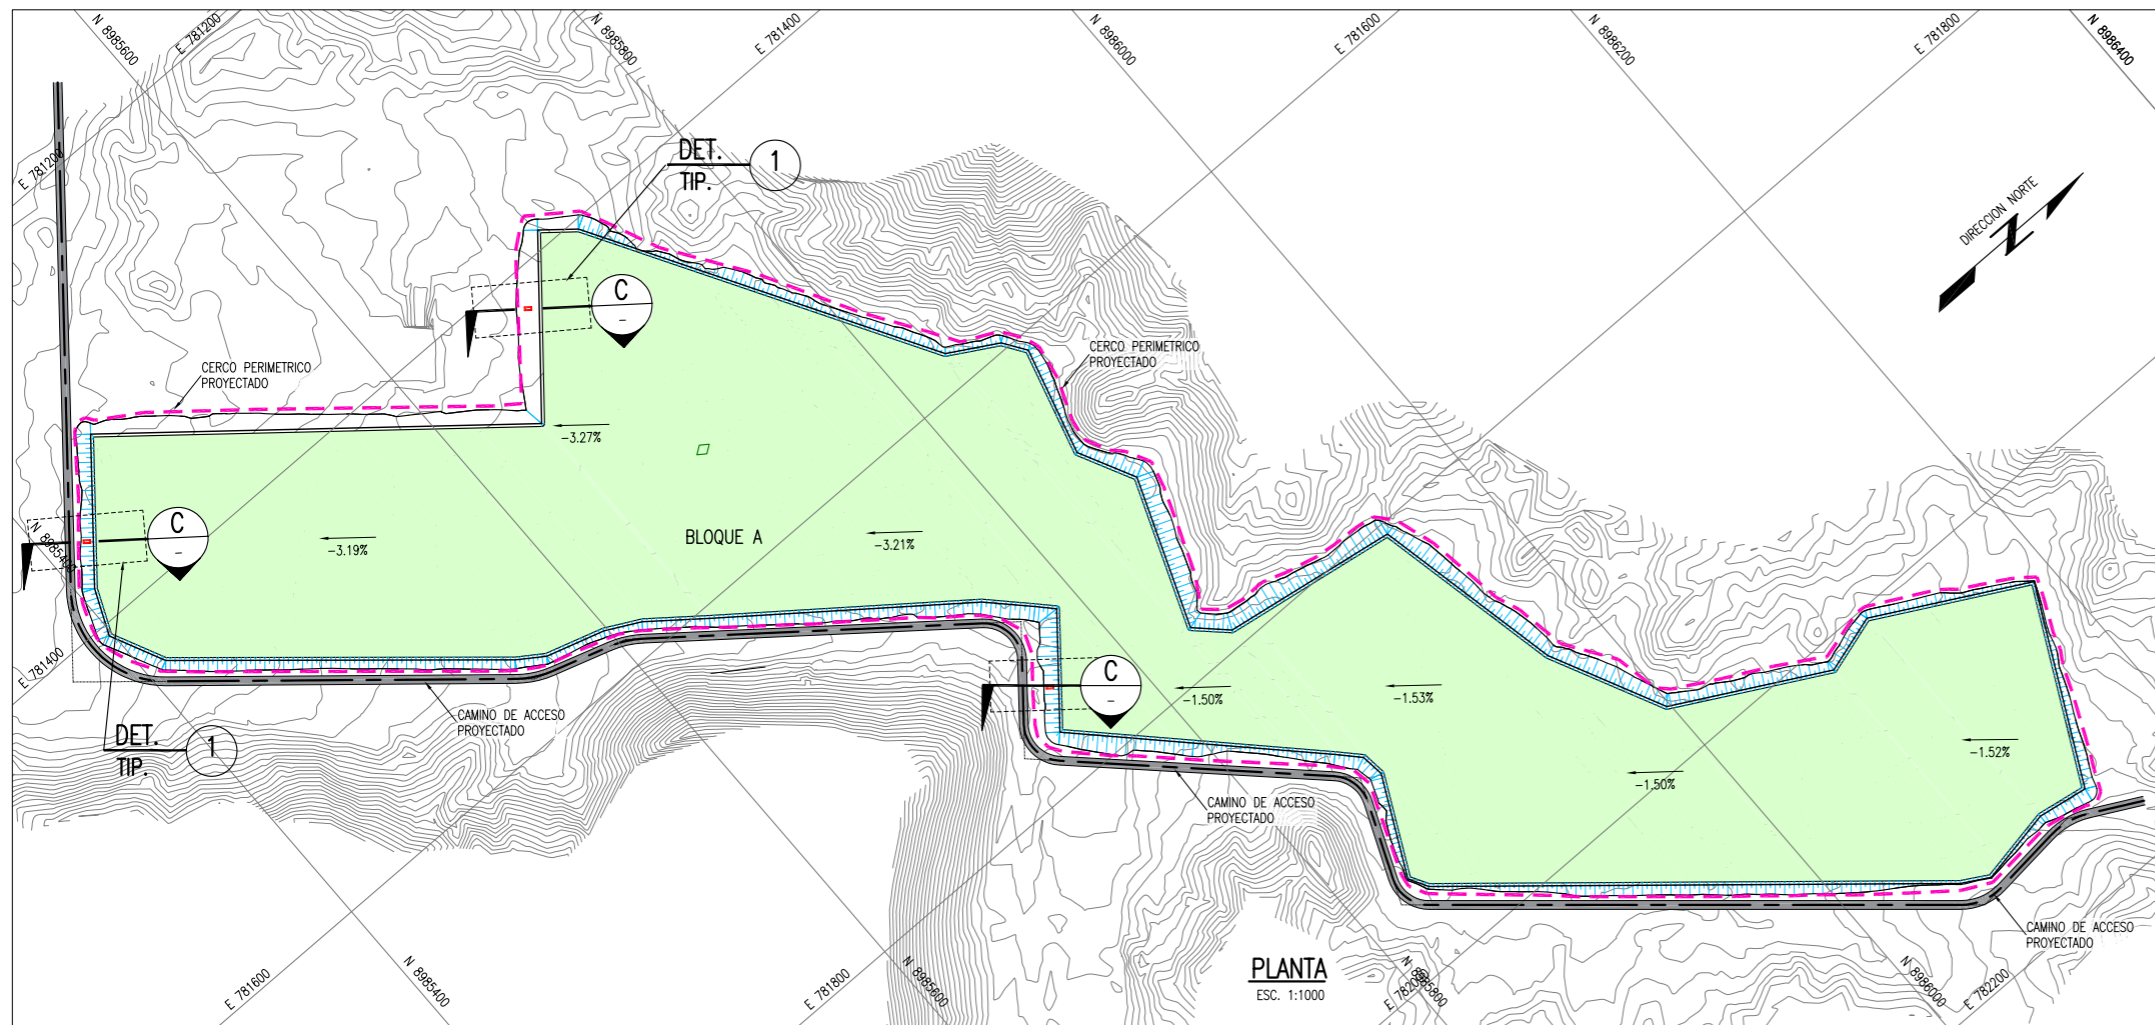 N 8985600
E 781200
N 8985800
E 781400
N 8986000
E 781600
N 8986200
E 781800
N 8986400
E 781200
DET.
TIP.
1
DIRECCION NORTE
N
C
-
CERCO PERIMETRICO
PROYECTADO
CERCO PERIMETRICO
PROYECTADO
-3.27%
C
-
N 8985400
-3.19%
BLOQUE A
-3.21%
E 781400
C
-
-1.50%
-1.53%
-1.52%
-1.50%
DET.
TIP.
1
CAMINO DE ACCESO
PROYECTADO
CAMINO DE ACCESO
PROYECTADO
CAMINO DE ACCESO
PROYECTADO
E 781600
N 8985400
E 781800
N 8985600
PLANTA
ESC. 1:1000
E 782000
N 8985800
N 8986000
E 782200